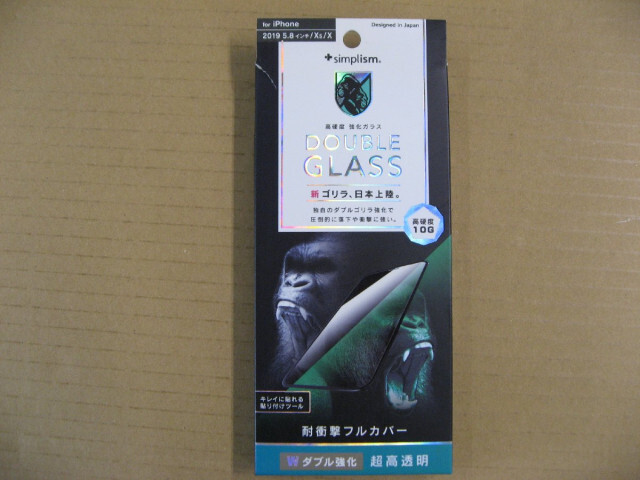 for iPhone
Designed in Japan
2019 5.8インチ/Xs/X
simplism.
高硬度 強化ガラス
DOUBLE
GLASS
新ゴリラ、日本上陸。
独自のダブルゴリラ強化で
圧倒的に落下や衝撃に強い。
高硬度
10G
キレイに貼れる
貼り付けツール
耐衝撃フルカバー
W ダブル強化 超高透明